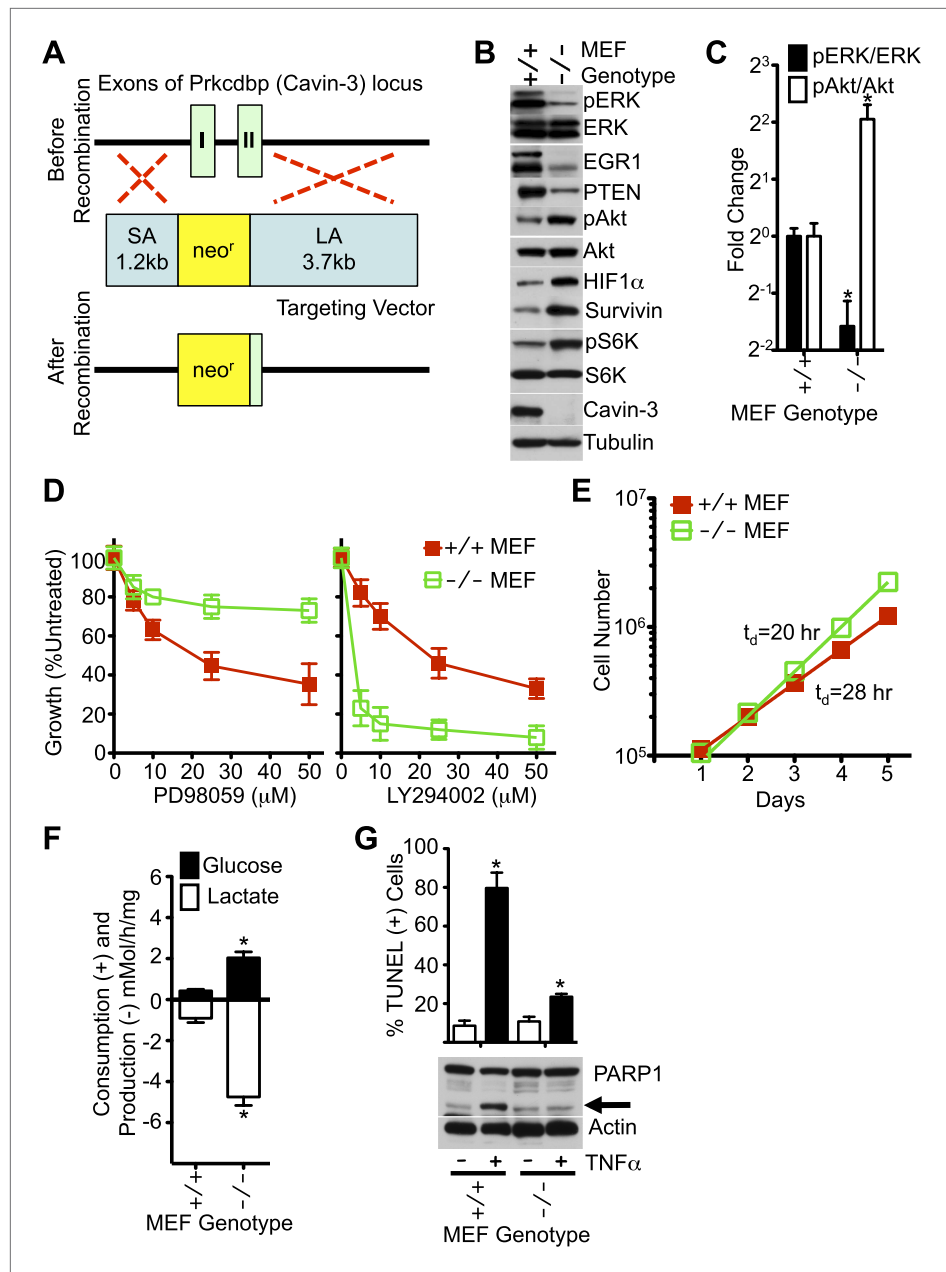 A
Exons of Prkcdbp (Cavin-3) locus
Before
Recombination
I
II
SA
1.2kb
neoʳ
LA
3.7kb
Targeting Vector
After
Recombination
neoʳ
B
+/+
-/-
MEF
Genotype
pERK
ERK
EGR1
PTEN
pAkt
Akt
HIF1α
Survivin
pS6K
S6K
Cavin-3
Tubulin
C
pERK/ERK
pAkt/Akt
Fold Change
2³
2²
2⁰
2⁻¹
2⁻²
*
*
+/+
-/-
MEF Genotype
D
Growth (%Untreated)
100
80
60
40
20
0
0 10 20 30 40 50
PD98059 (μM)
+/+ MEF
-/- MEF
0 10 20 30 40 50
LY294002 (μM)
E
+/+ MEF
-/- MEF
Cell Number
10⁷
10⁶
10⁵
t_d=20 hr
t_d=28 hr
1 2 3 4 5
Days
F
Glucose
Lactate
Consumption (+) and
Production (-) mMol/h/mg
6
4
2
0
-2
-4
-6
*
*
+/+
-/-
MEF Genotype
G
% TUNEL (+) Cells
100
80
60
40
20
*
*
PARP1
Actin
- + - + TNFα
+/+
-/-
MEF Genotype